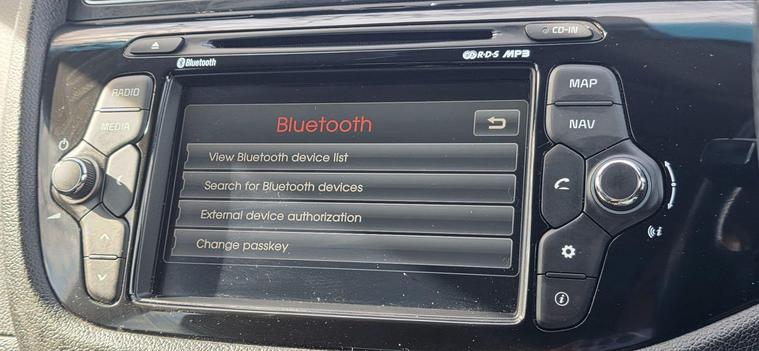 CD-IN
Bluetooth
R·D·S MP3
RADIO
MEDIA
MAP
NAV
Bluetooth
View Bluetooth device list
Search for Bluetooth devices
External device authorization
Change passkey